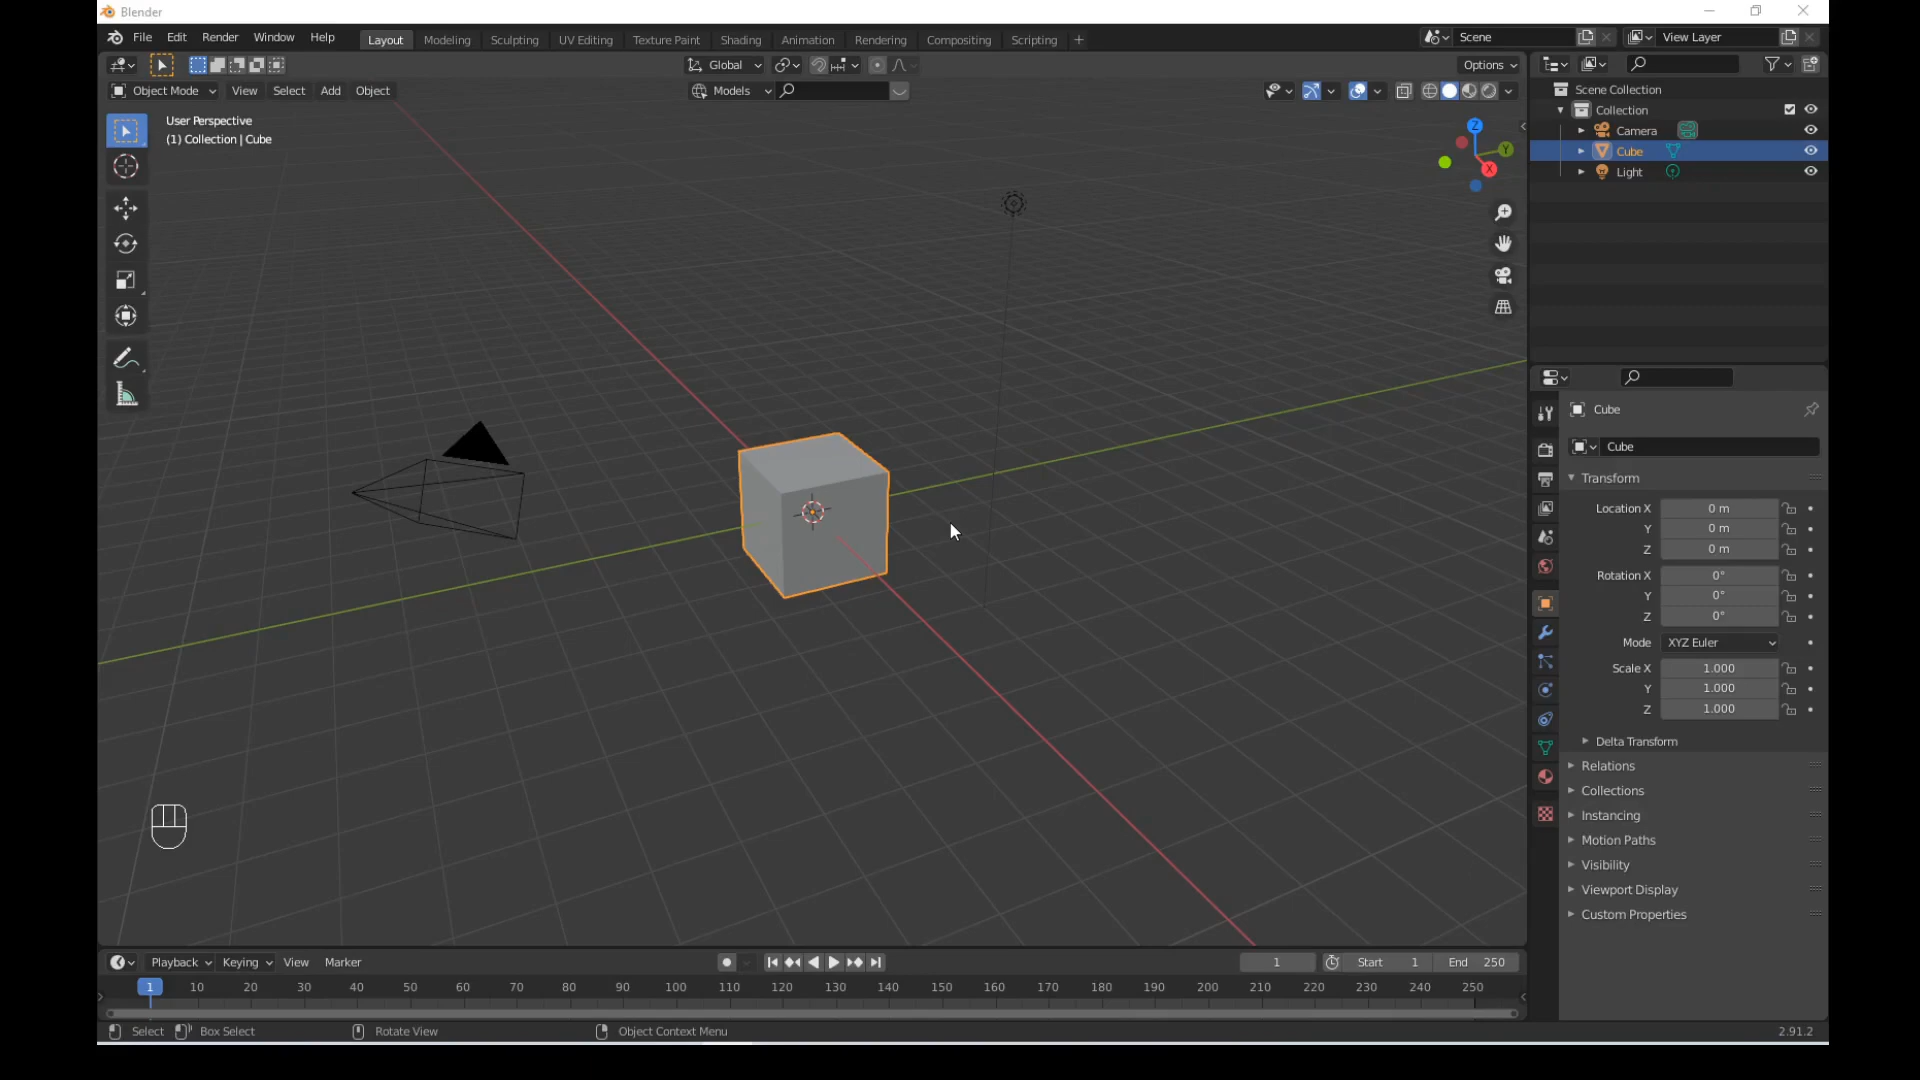 Blender
File Edit Render Window Help Layout Modeling Sculpting UV Editing Texture Paint Shading Animation Rendering Compositing Scripting + Scene View Layer
Global Options
Object Mode View Select Add Object Models
User Perspective
(1) Collection | Cube
Z
Y
X
Scene Collection
Collection
Camera
Cube
Light
Cube
Cube
Transform
Location X 0 m
Y 0 m
Z 0 m
Rotation X 0°
Y 0°
Z 0°
Mode XYZ Euler
Scale X 1.000
Y 1.000
Z 1.000
Delta Transform
Relations
Collections
Instancing
Motion Paths
Visibility
Viewport Display
Custom Properties
Playback Keying View Marker 1 Start 1 End 250
1 10 20 30 40 50 60 70 80 90 100 110 120 130 140 150 160 170 180 190 200 210 220 230 240 250
Select Box Select Rotate View Object Context Menu 2.91.2